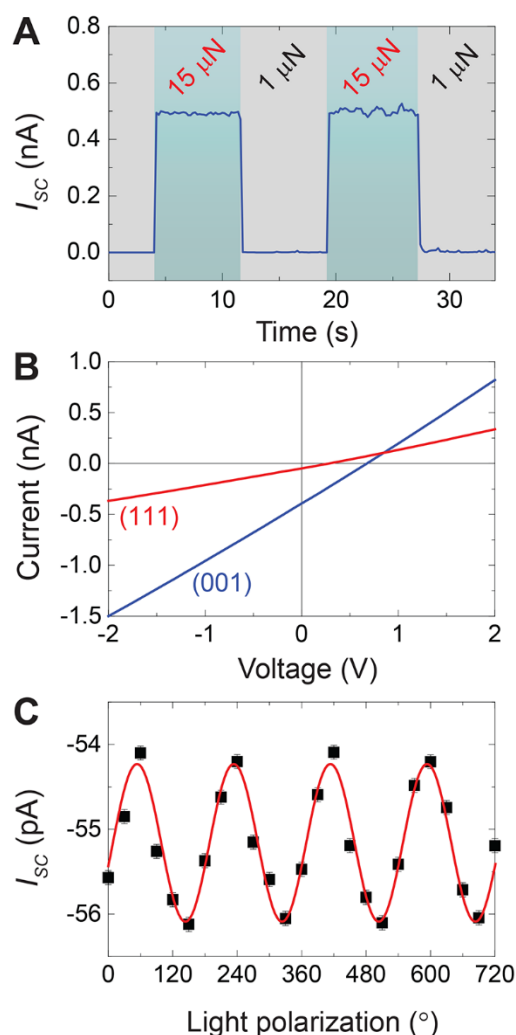 A
0.8
0.6
0.4
0.2
0.0
I_SC (nA)
15 μN
1 μN
15 μN
1 μN
0
10
20
30
Time (s)
B
1.0
0.5
0.0
-0.5
-1.0
-1.5
Current (nA)
(111)
(001)
-2
-1
0
1
2
Voltage (V)
C
-54
-55
-56
I_SC (pA)
0
120
240
360
480
600
720
Light polarization (°)